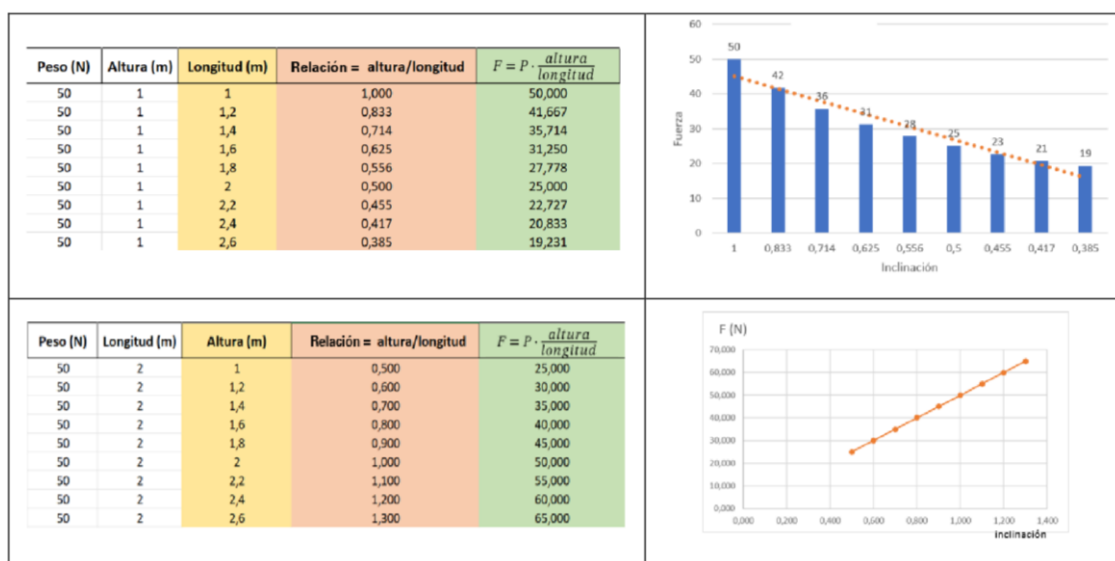 Peso (N) Altura (m) Longitud (m) Relación = altura/longitud F = P · altura/longitud
50 1 1 1,000 50,000
50 1 1,2 0,833 41,667
50 1 1,4 0,714 35,714
50 1 1,6 0,625 31,250
50 1 1,8 0,556 27,778
50 1 2 0,500 25,000
50 1 2,2 0,455 22,727
50 1 2,4 0,417 20,833
50 1 2,6 0,385 19,231
60
50
40
30
20
10
0
Fuerza
50 42 36 31 28 25 23 21 19
1 0,833 0,714 0,625 0,556 0,5 0,455 0,417 0,385
Inclinación
Peso (N) Longitud (m) Altura (m) Relación = altura/longitud F = P · altura/longitud
50 2 1 0,500 25,000
50 2 1,2 0,600 30,000
50 2 1,4 0,700 35,000
50 2 1,6 0,800 40,000
50 2 1,8 0,900 45,000
50 2 2 1,000 50,000
50 2 2,2 1,100 55,000
50 2 2,4 1,200 60,000
50 2 2,6 1,300 65,000
F (N)
70,000
60,000
50,000
40,000
30,000
20,000
10,000
0,000
0,000 0,200 0,400 0,600 0,800 1,000 1,200 1,400
inclinación